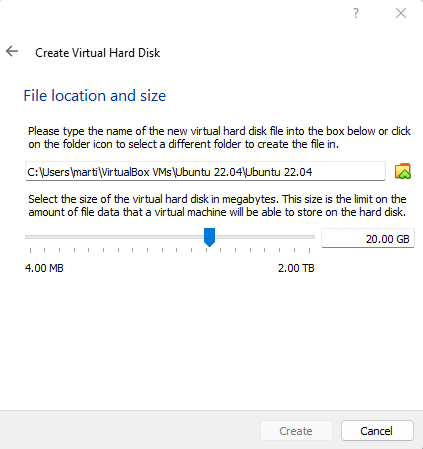 ?
Create Virtual Hard Disk
File location and size
Please type the name of the new virtual hard disk file into the box below or click
on the folder icon to select a different folder to create the file in.
C:\Users\marti\VirtualBox VMs\Ubuntu 22.04\Ubuntu 22.04
Select the size of the virtual hard disk in megabytes. This size is the limit on the
amount of file data that a virtual machine will be able to store on the hard disk.
20.00 GB
4.00 MB 2.00 TB
Create Cancel